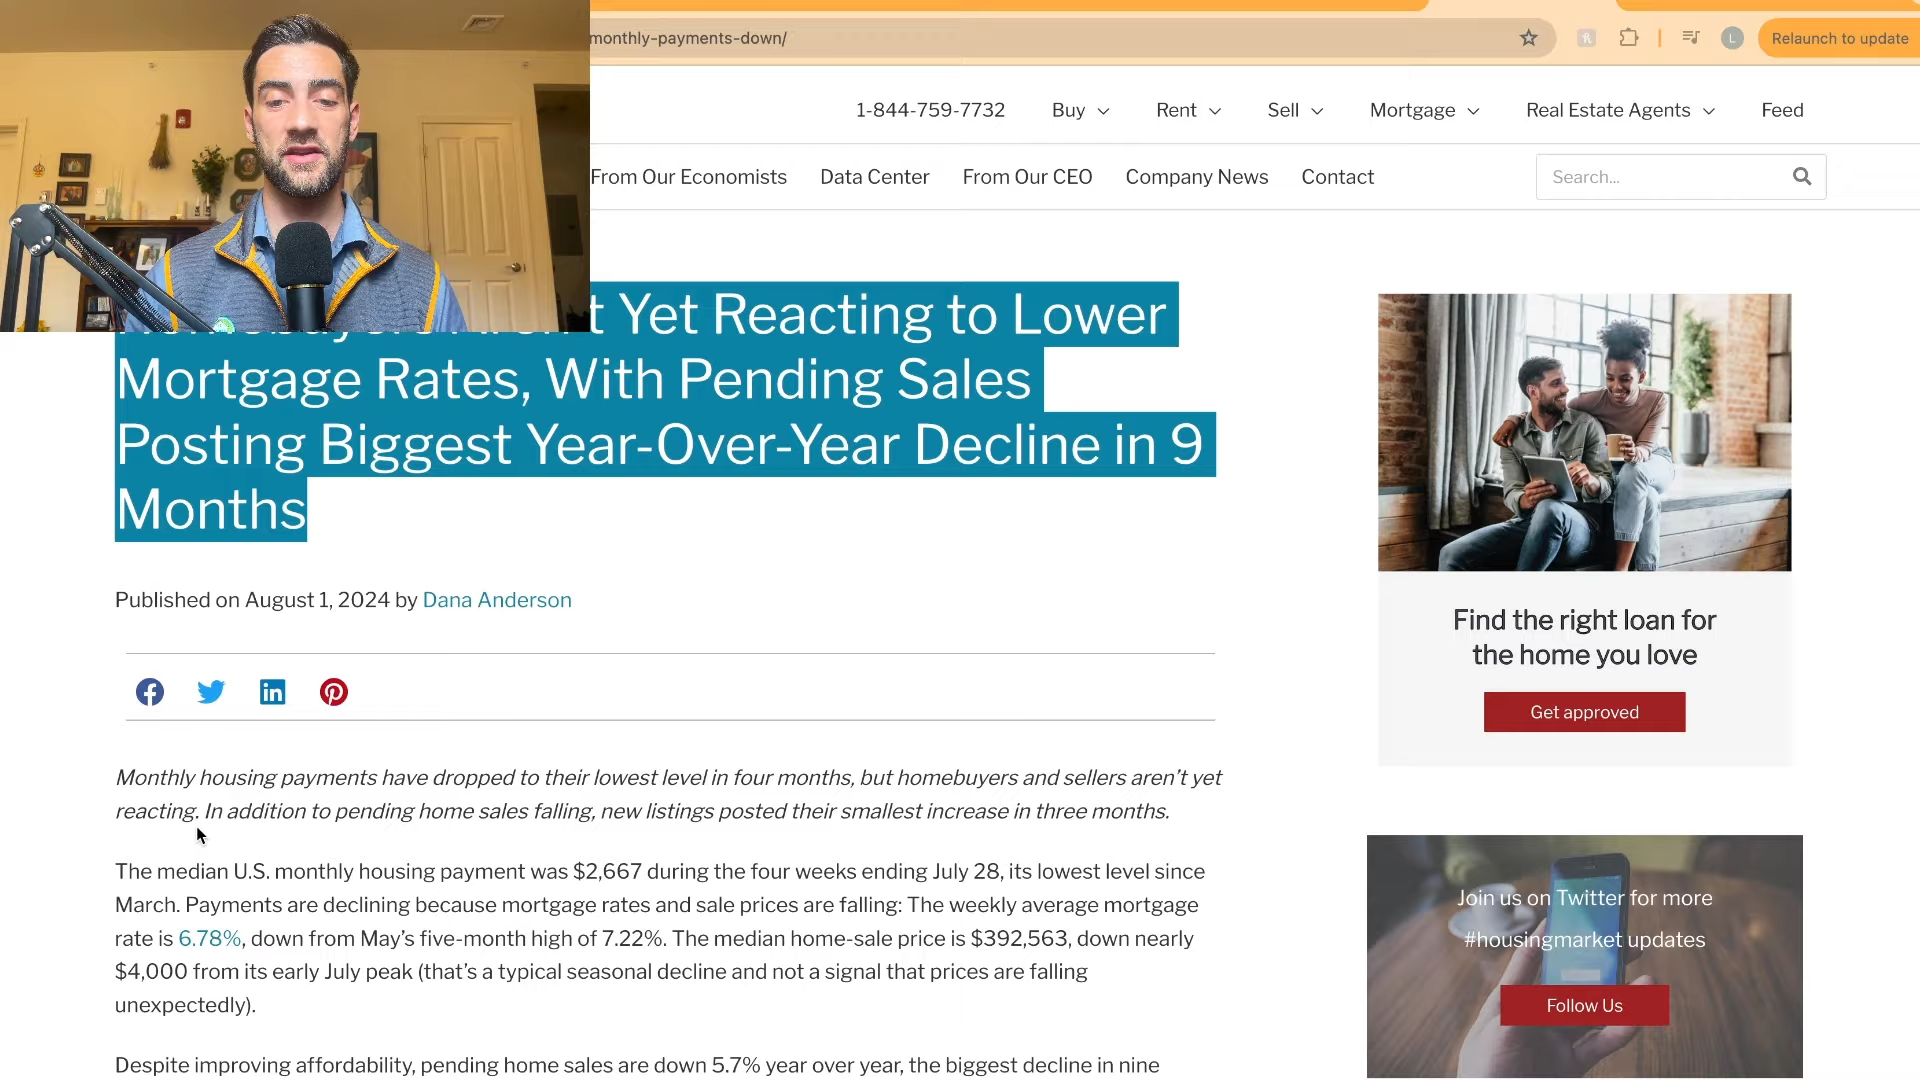 monthly-payments-down/
L
Relaunch to update
1-844-759-7732 Buy Rent Sell Mortgage Real Estate Agents Feed
From Our Economists Data Center From Our CEO Company News Contact
Search...
t Yet Reacting to Lower
Mortgage Rates, With Pending Sales
Posting Biggest Year-Over-Year Decline in 9
Months
Published on August 1, 2024 by Dana Anderson
Monthly housing payments have dropped to their lowest level in four months, but homebuyers and sellers aren't yet
reacting. In addition to pending home sales falling, new listings posted their smallest increase in three months.
The median U.S. monthly housing payment was $2,667 during the four weeks ending July 28, its lowest level since
March. Payments are declining because mortgage rates and sale prices are falling: The weekly average mortgage
rate is 6.78%, down from May's five-month high of 7.22%. The median home-sale price is $392,563, down nearly
$4,000 from its early July peak (that's a typical seasonal decline and not a signal that prices are falling
unexpectedly).
Despite improving affordability, pending home sales are down 5.7% year over year, the biggest decline in nine
Find the right loan for
the home you love
Get approved
Join us on Twitter for more
#housingmarket updates
Follow Us